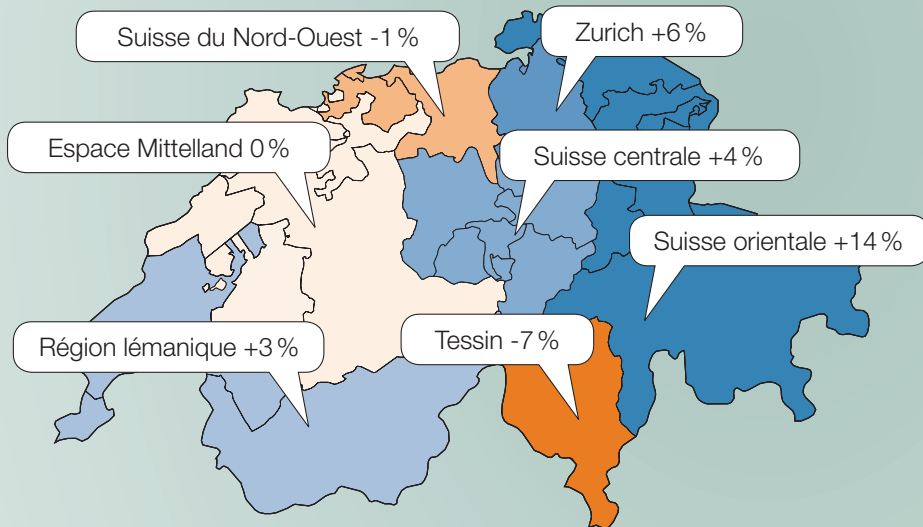 Suisse du Nord-Ouest -1 %
Zurich +6 %
Espace Mittelland 0 %
Suisse centrale +4 %
Suisse orientale +14 %
Région lémanique +3 %
Tessin -7 %